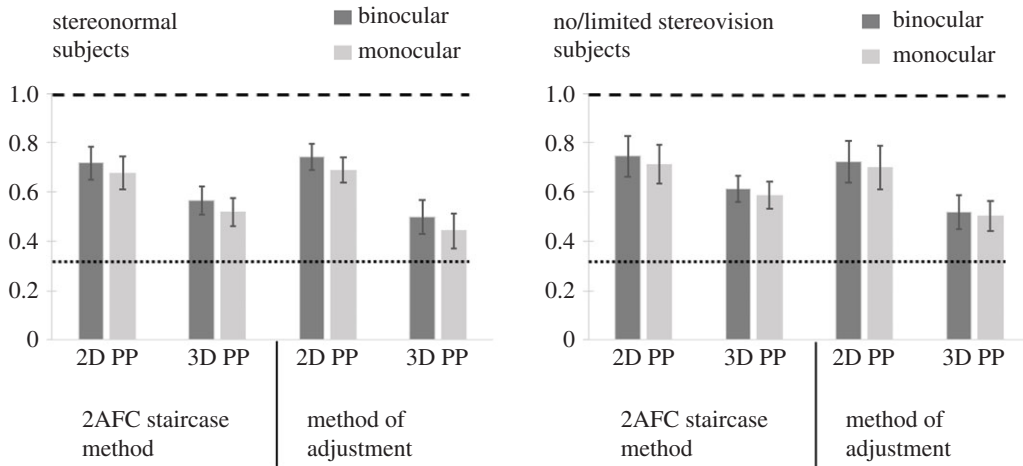 stereonormal
subjects
binocular
monocular
1.0
0.8
0.6
0.4
0.2
0
2D PP
3D PP
2D PP
3D PP
2AFC staircase
method
method of
adjustment
no/limited stereovision
subjects
binocular
monocular
1.0
0.8
0.6
0.4
0.2
0
2D PP
3D PP
2D PP
3D PP
2AFC staircase
method
method of
adjustment